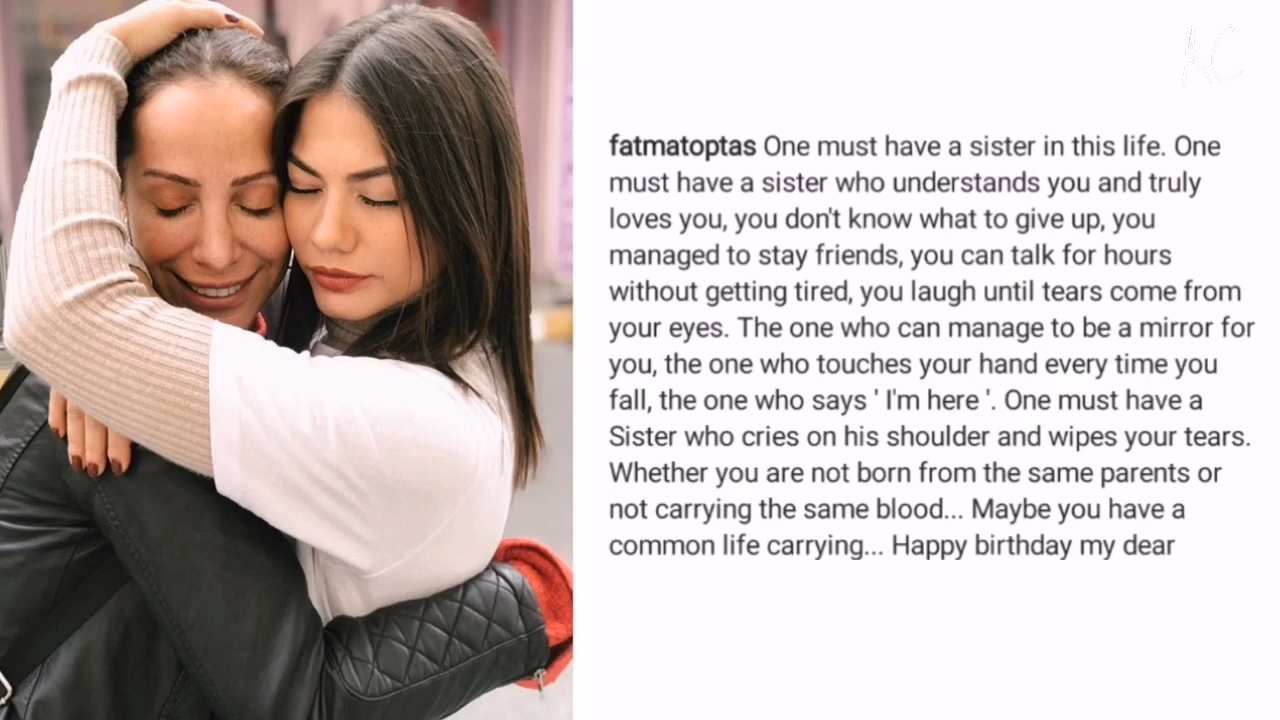 AC
fatmatoptas One must have a sister in this life. One
must have a sister who understands you and truly
loves you, you don't know what to give up, you
managed to stay friends, you can talk for hours
without getting tired, you laugh until tears come from
your eyes. The one who can manage to be a mirror for
you, the one who touches your hand every time you
fall, the one who says ' I'm here '. One must have a
Sister who cries on his shoulder and wipes your tears.
Whether you are not born from the same parents or
not carrying the same blood... Maybe you have a
common life carrying... Happy birthday my dear